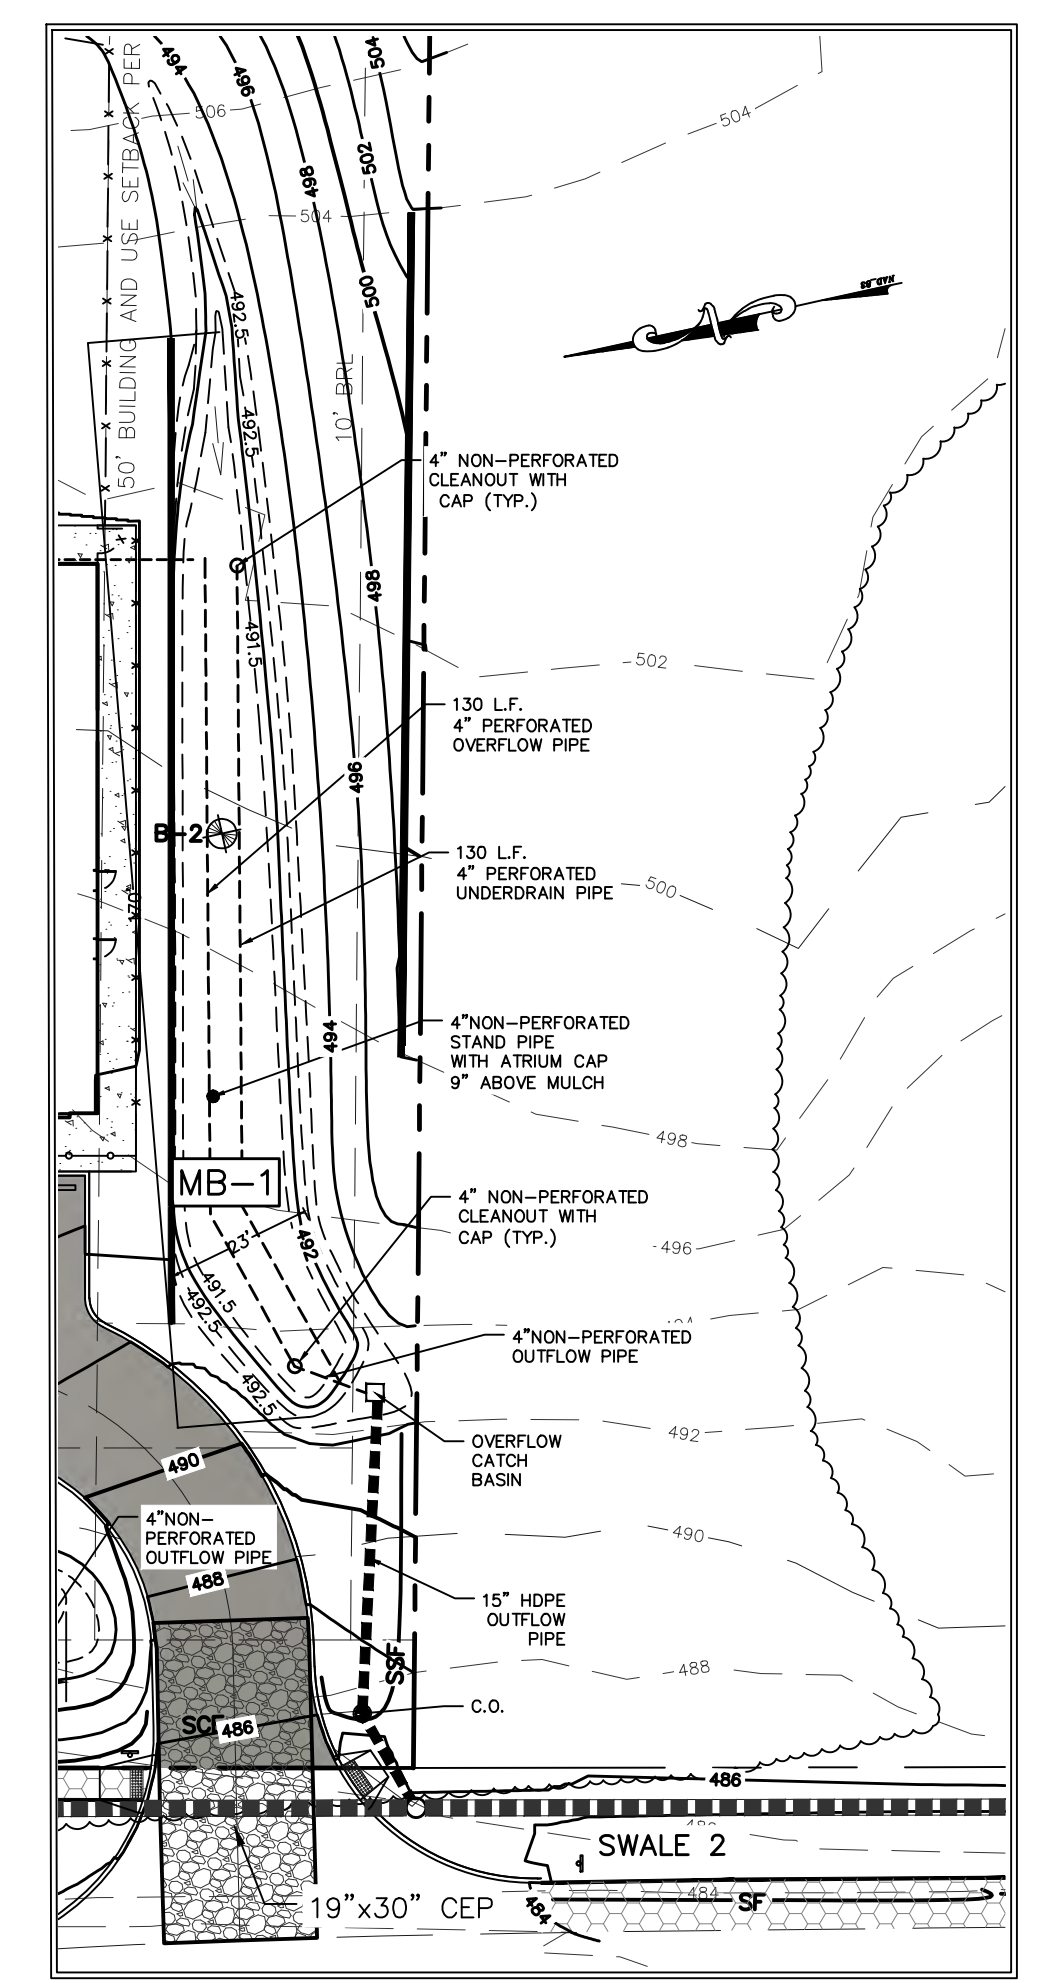 494
496
504
50' BUILDING AND USE SETBACK PER
506
504
502
498
504
500
NAD_83
492.5
10' BRL
492.5
4" NON-PERFORATED
CLEANOUT WITH
CAP (TYP.)
498
491.5
502
130 L.F.
4" PERFORATED
OVERFLOW PIPE
496
B-2
130 L.F.
4" PERFORATED
UNDERDRAIN PIPE
500
170'
494
4"NON-PERFORATED
STAND PIPE
WITH ATRIUM CAP
9" ABOVE MULCH
498
MB-1
4" NON-PERFORATED
CLEANOUT WITH
CAP (TYP.)
23'
492
496
491.5
492.5
4"NON-PERFORATED
OUTFLOW PIPE
492.5
492
OVERFLOW
CATCH
BASIN
490
4"NON-
PERFORATED
OUTFLOW PIPE
490
488
15" HDPE
OUTFLOW
PIPE
SSF
488
C.O.
SCE
486
486
SWALE 2
484
SF
484
19"x30" CEP